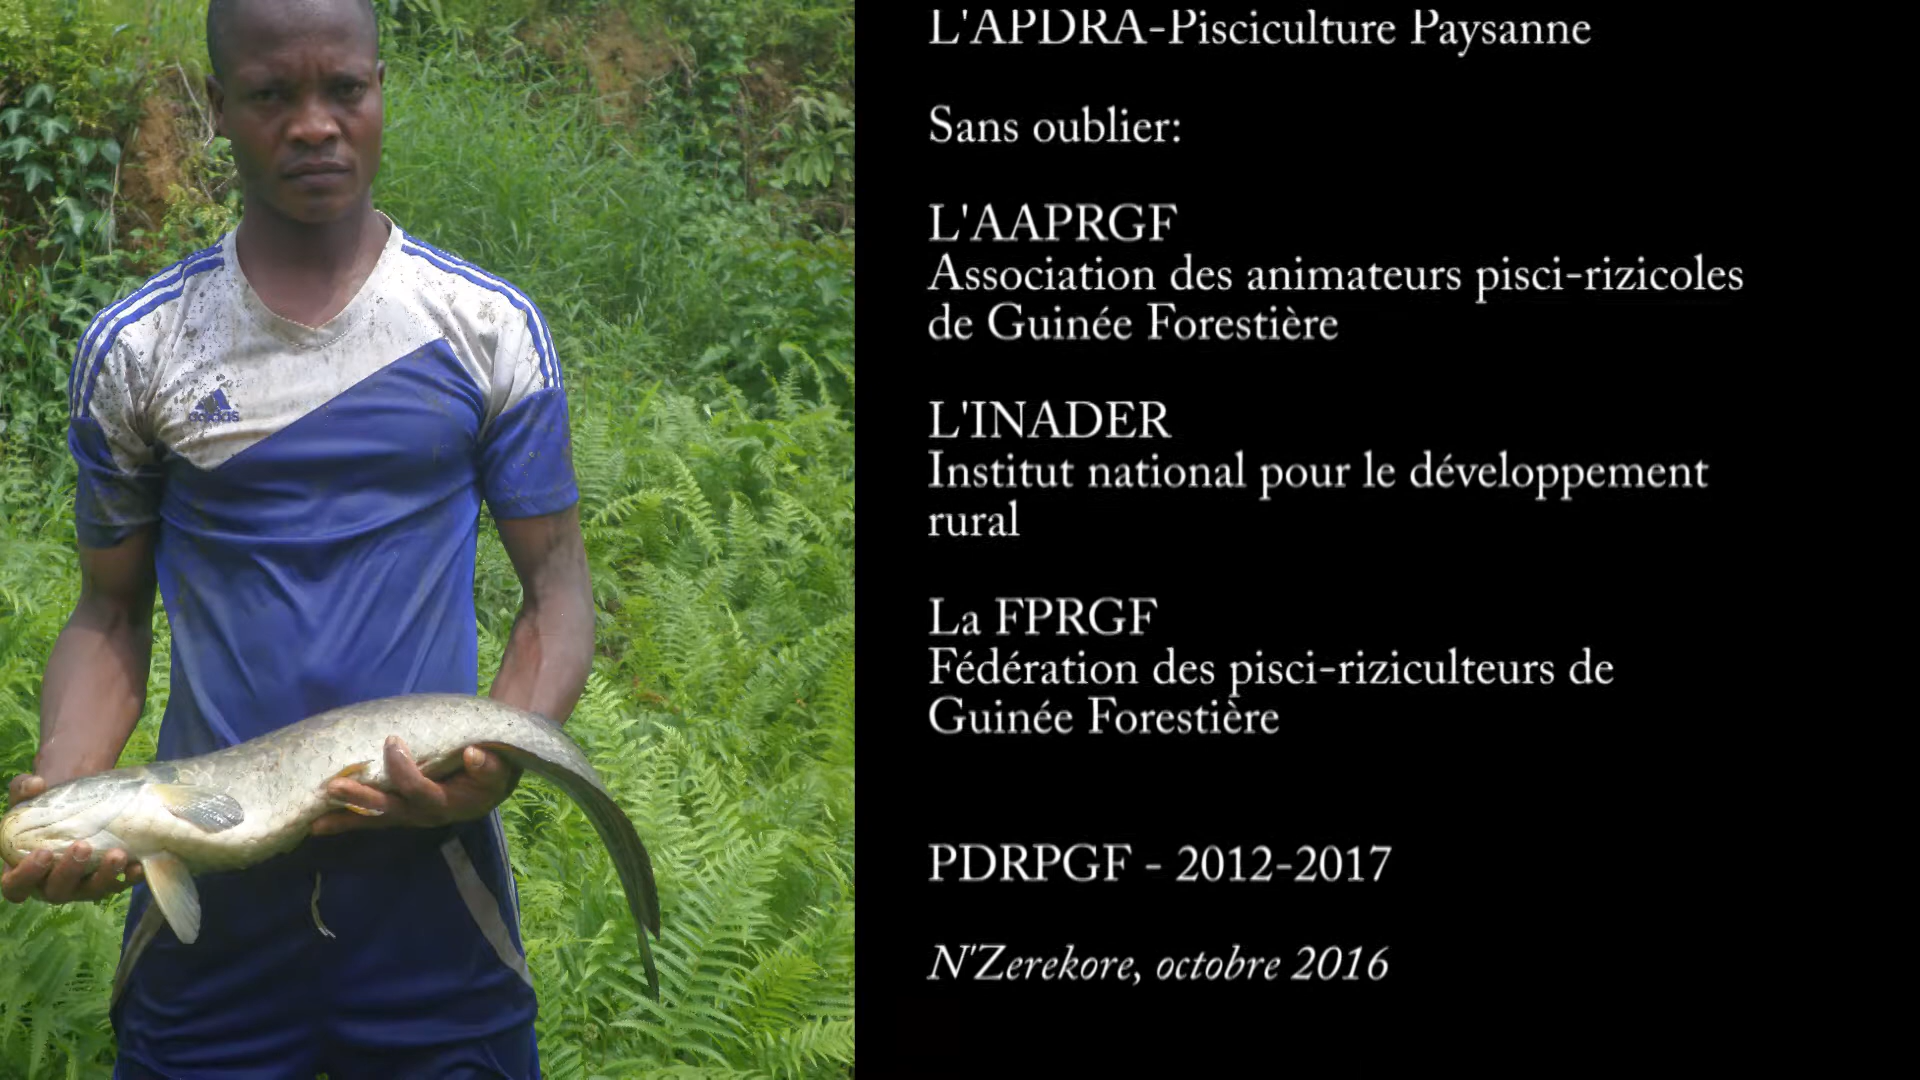 L'APDRA-Pisciculture Paysanne
Sans oublier:
L'AAPRGF
Association des animateurs pisci-rizicoles
de Guinée Forestière
L'INADER
Institut national pour le développement
rural
La FPRGF
Fédération des pisci-riziculteurs de
Guinée Forestière
PDRPGF - 2012-2017
N'Zerekore, octobre 2016
adidas